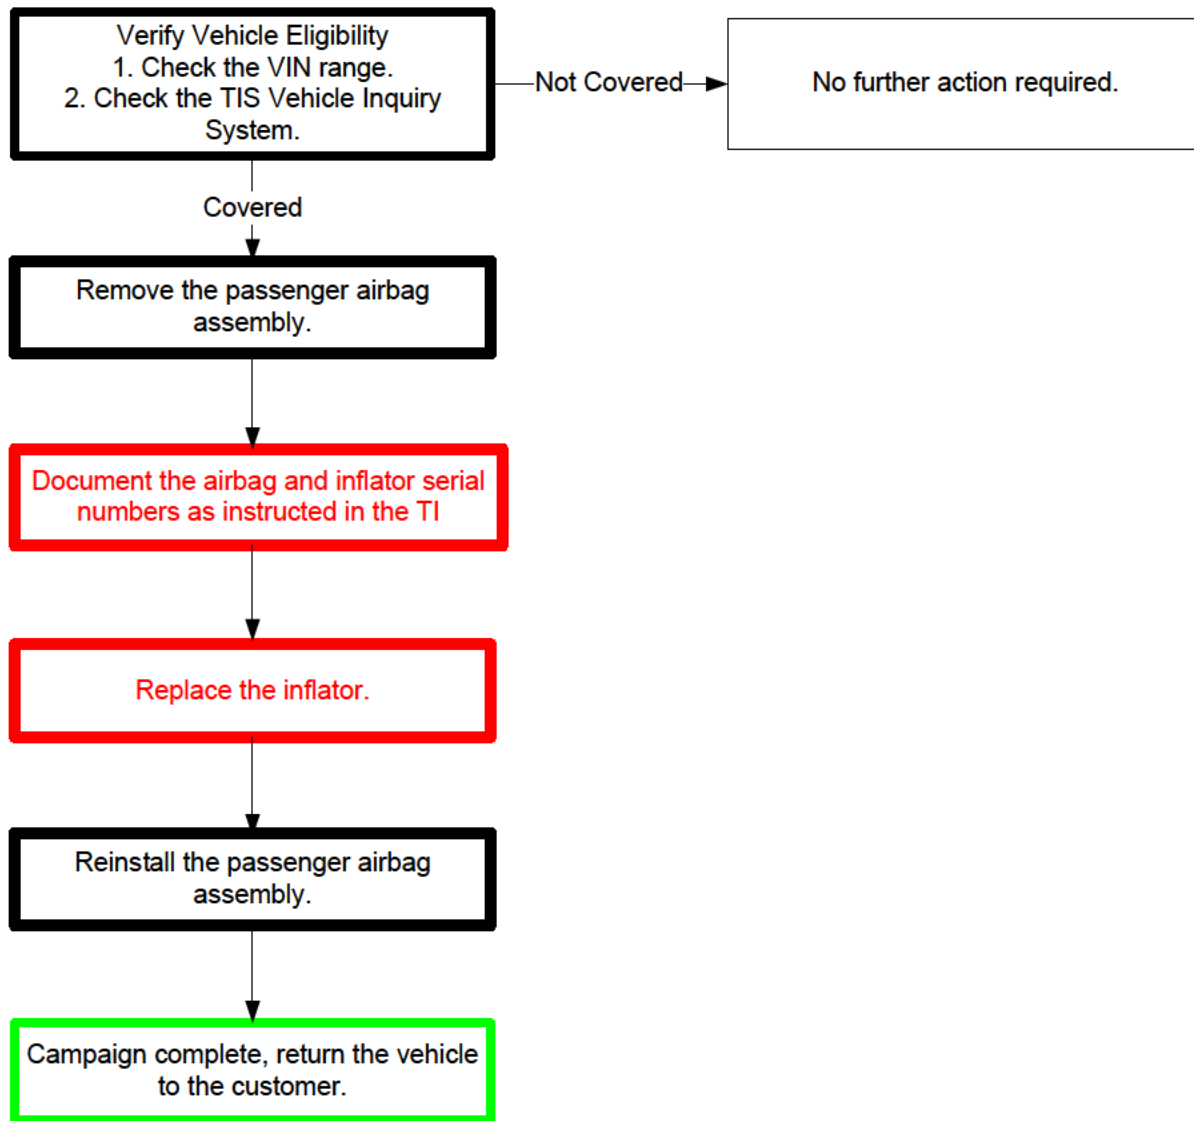 Verify Vehicle Eligibility
1. Check the VIN range.
2. Check the TIS Vehicle Inquiry
System.
Not Covered
No further action required.
Covered
Remove the passenger airbag
assembly.
Document the airbag and inflator serial
numbers as instructed in the TI
Replace the inflator.
Reinstall the passenger airbag
assembly.
Campaign complete, return the vehicle
to the customer.